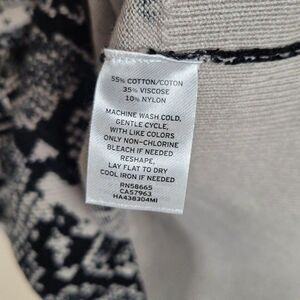 55% COTTON/COTON
35% VISCOSE
10% NYLON
MACHINE WASH COLD,
GENTLE CYCLE,
WITH LIKE COLORS
ONLY NON-CHLORINE
BLEACH IF NEEDED
RESHAPE,
LAY FLAT TO DRY
COOL IRON IF NEEDED
RN58665
CA57963
HA438304MI